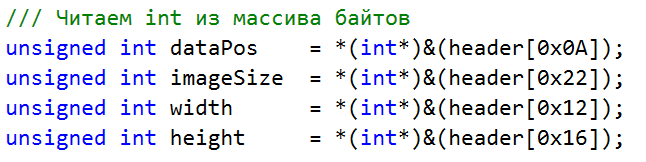 /// Читаем int из массива байтов
unsigned int dataPos    = *(int*)&(header[0x0A]);
unsigned int imageSize  = *(int*)&(header[0x22]);
unsigned int width      = *(int*)&(header[0x12]);
unsigned int height     = *(int*)&(header[0x16]);